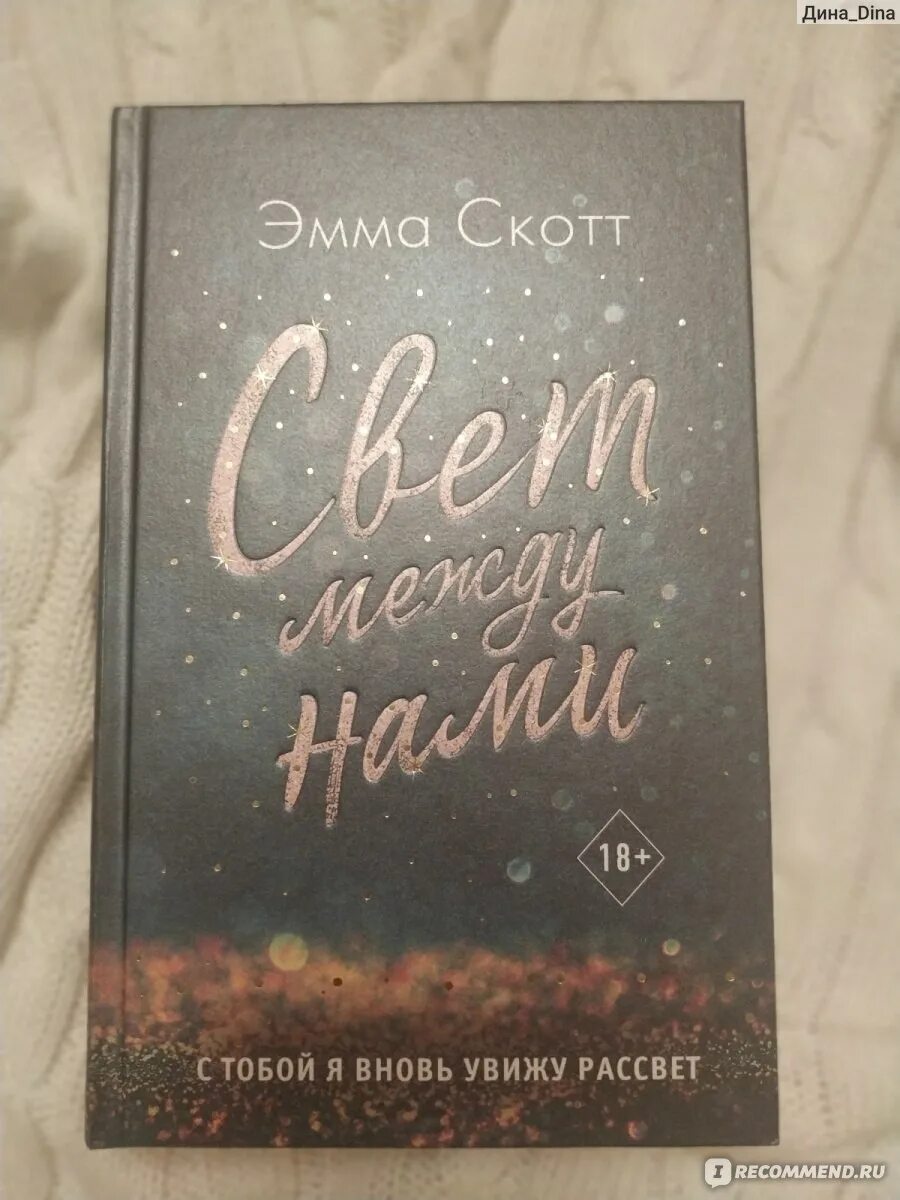 Дина_Dina
Эмма Скотт
Свет
между
нами
18+
С ТОБОЙ Я ВНОВЬ УВИЖУ РАССВЕТ
I RECOMMEND.RU